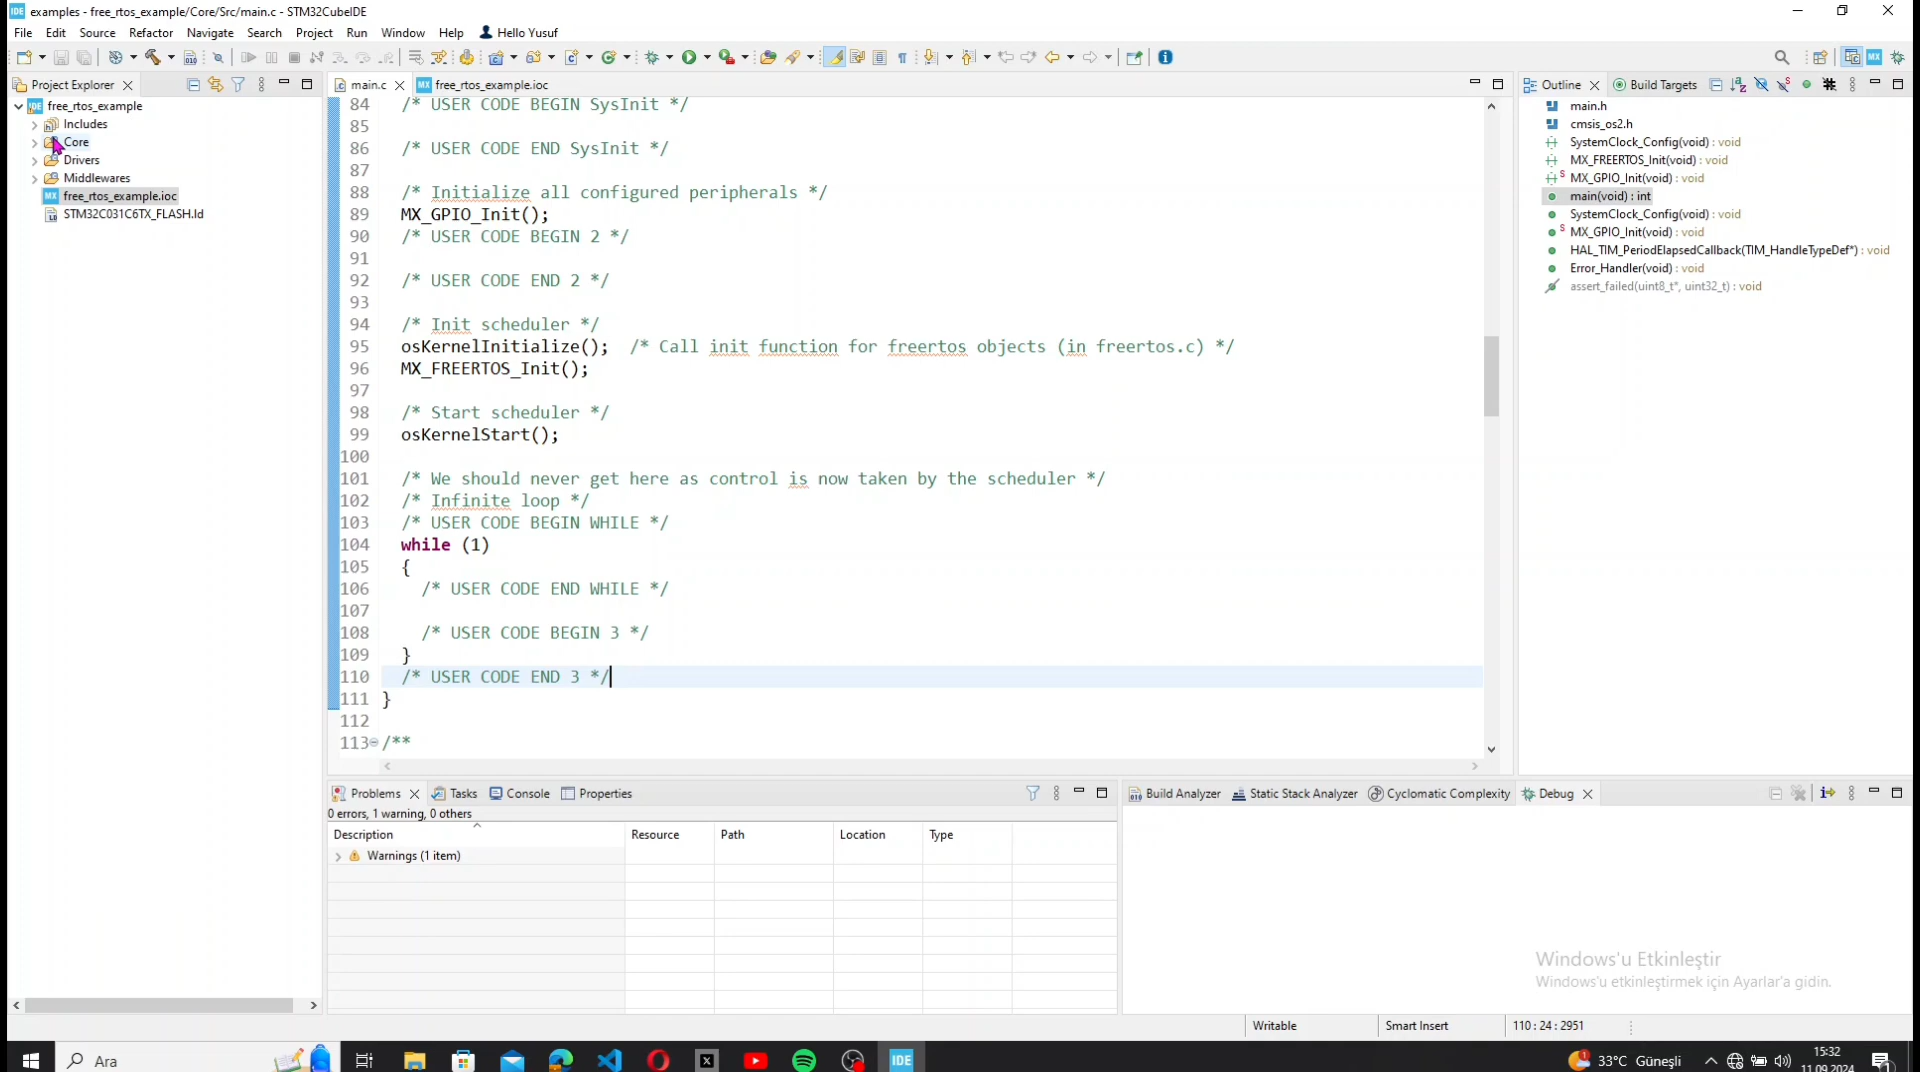 examples - free_rtos_example/Core/Src/main.c - STM32CubeIDE
File Edit Source Refactor Navigate Search Project Run Window Help Hello Yusuf
Project Explorer
free_rtos_example
Includes
Core
Drivers
Middlewares
free_rtos_example.ioc
STM32C031C6TX_FLASH.ld
main.c
free_rtos_example.ioc
84 /* USER CODE BEGIN SysInit */
85
86 /* USER CODE END SysInit */
87
88 /* Initialize all configured peripherals */
89 MX_GPIO_Init();
90 /* USER CODE BEGIN 2 */
91
92 /* USER CODE END 2 */
93
94 /* Init scheduler */
95 osKernelInitialize();  /* Call init function for freertos objects (in freertos.c) */
96 MX_FREERTOS_Init();
97
98 /* Start scheduler */
99 osKernelStart();
100
101 /* We should never get here as control is now taken by the scheduler */
102 /* Infinite loop */
103 /* USER CODE BEGIN WHILE */
104 while (1)
105 {
106 /* USER CODE END WHILE */
107
108 /* USER CODE BEGIN 3 */
109 }
110 /* USER CODE END 3 */
111 }
112
113 /**
Outline
Build Targets
main.h
cmsis_os2.h
SystemClock_Config(void) : void
MX_FREERTOS_Init(void) : void
MX_GPIO_Init(void) : void
main(void) : int
SystemClock_Config(void) : void
MX_GPIO_Init(void) : void
HAL_TIM_PeriodElapsedCallback(TIM_HandleTypeDef*) : void
Error_Handler(void) : void
assert_failed(uint8_t*, uint32_t) : void
Problems Tasks Console Properties
0 errors, 1 warning, 0 others
Description Resource Path Location Type
Warnings (1 item)
Build Analyzer Static Stack Analyzer Cyclomatic Complexity Debug
Windows'u Etkinleştir
Windows'u etkinleştirmek için Ayarlar'a gidin.
Writable Smart Insert 110 : 24 : 2951
Ara
IDE
33°C Güneşli
15:32
11.09.2024